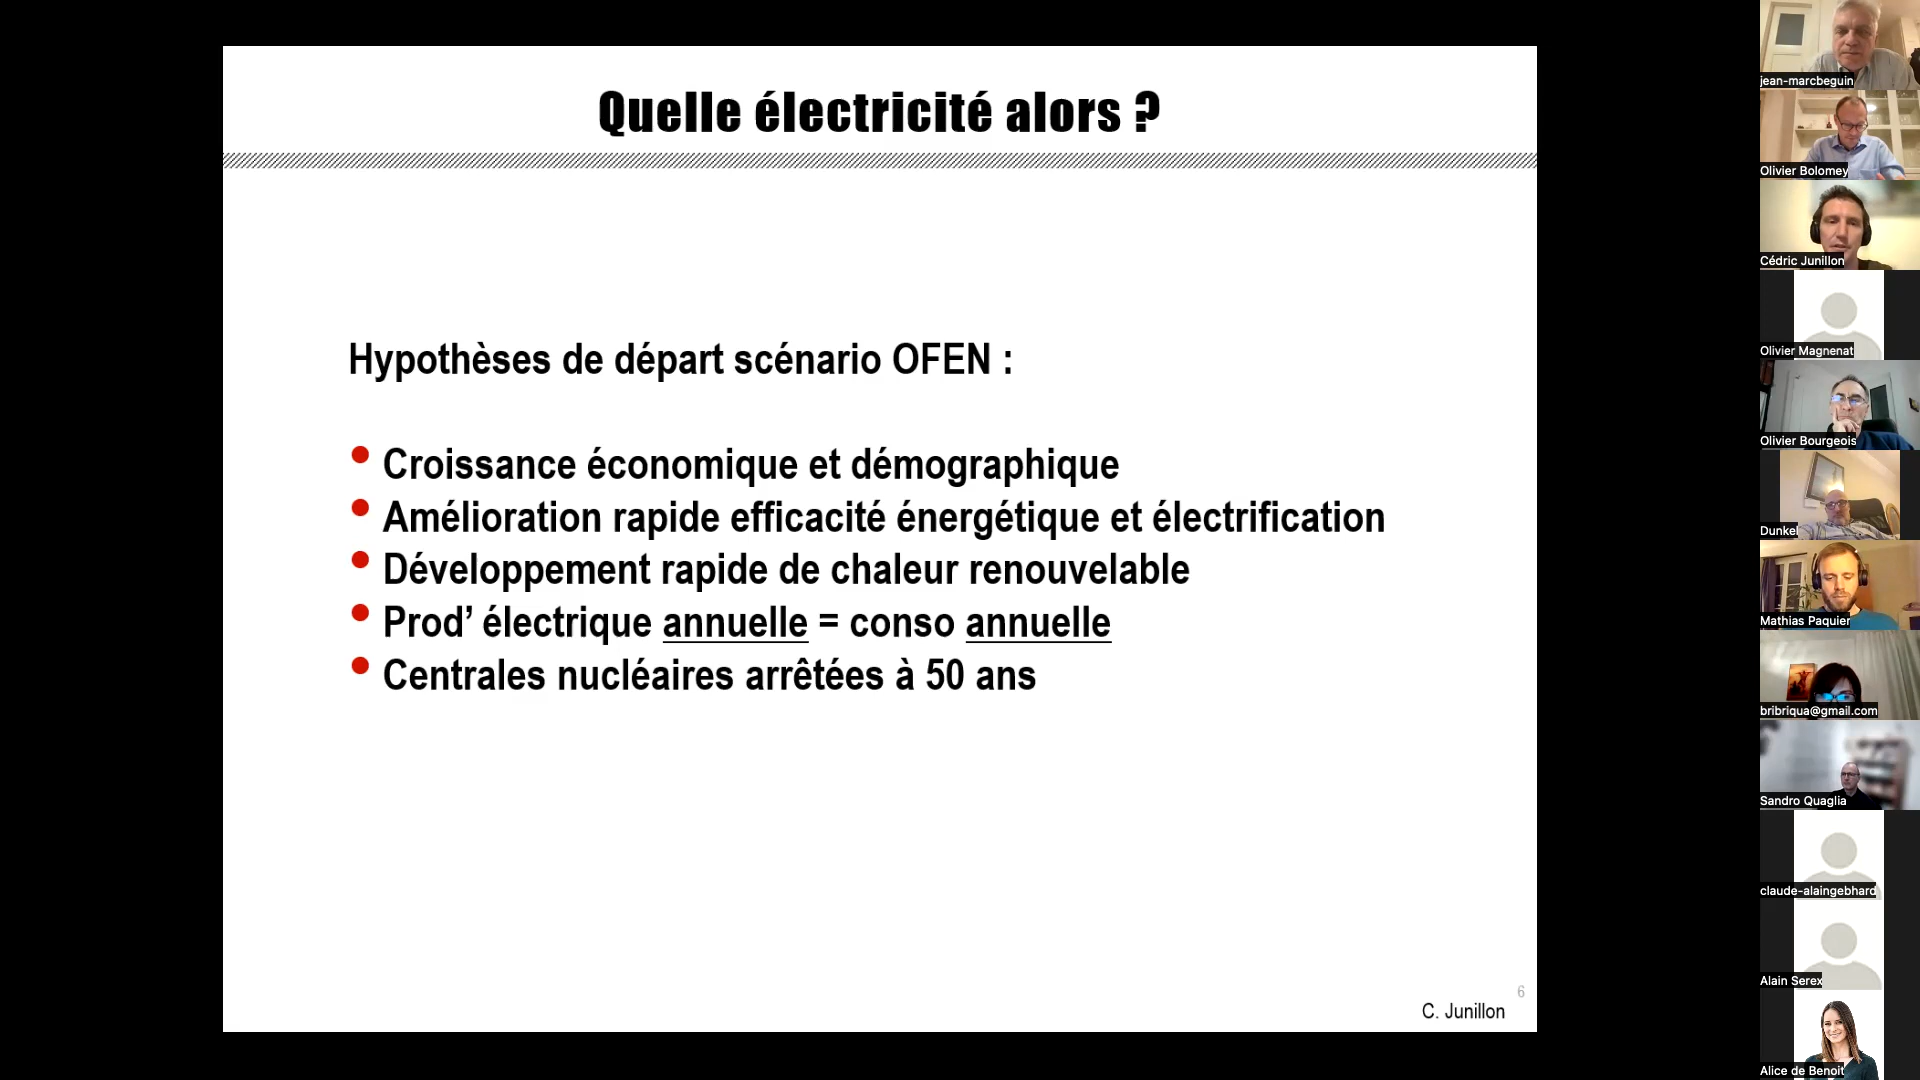 Quelle électricité alors ?
Hypothèses de départ scénario OFEN :
• Croissance économique et démographique
• Amélioration rapide efficacité énergétique et électrification
• Développement rapide de chaleur renouvelable
• Prod’ électrique annuelle = conso annuelle
• Centrales nucléaires arrêtées à 50 ans
6
C. Junillon
jean-marcbeguin
Olivier Bolomey
Cédric Junillon
Olivier Magnenat
Olivier Bourgeois
Dunkel
Mathias Paquier
bribriqua@gmail.com
Sandro Quaglia
claude-alaingebhard
Alain Serex
Alice de Benoit